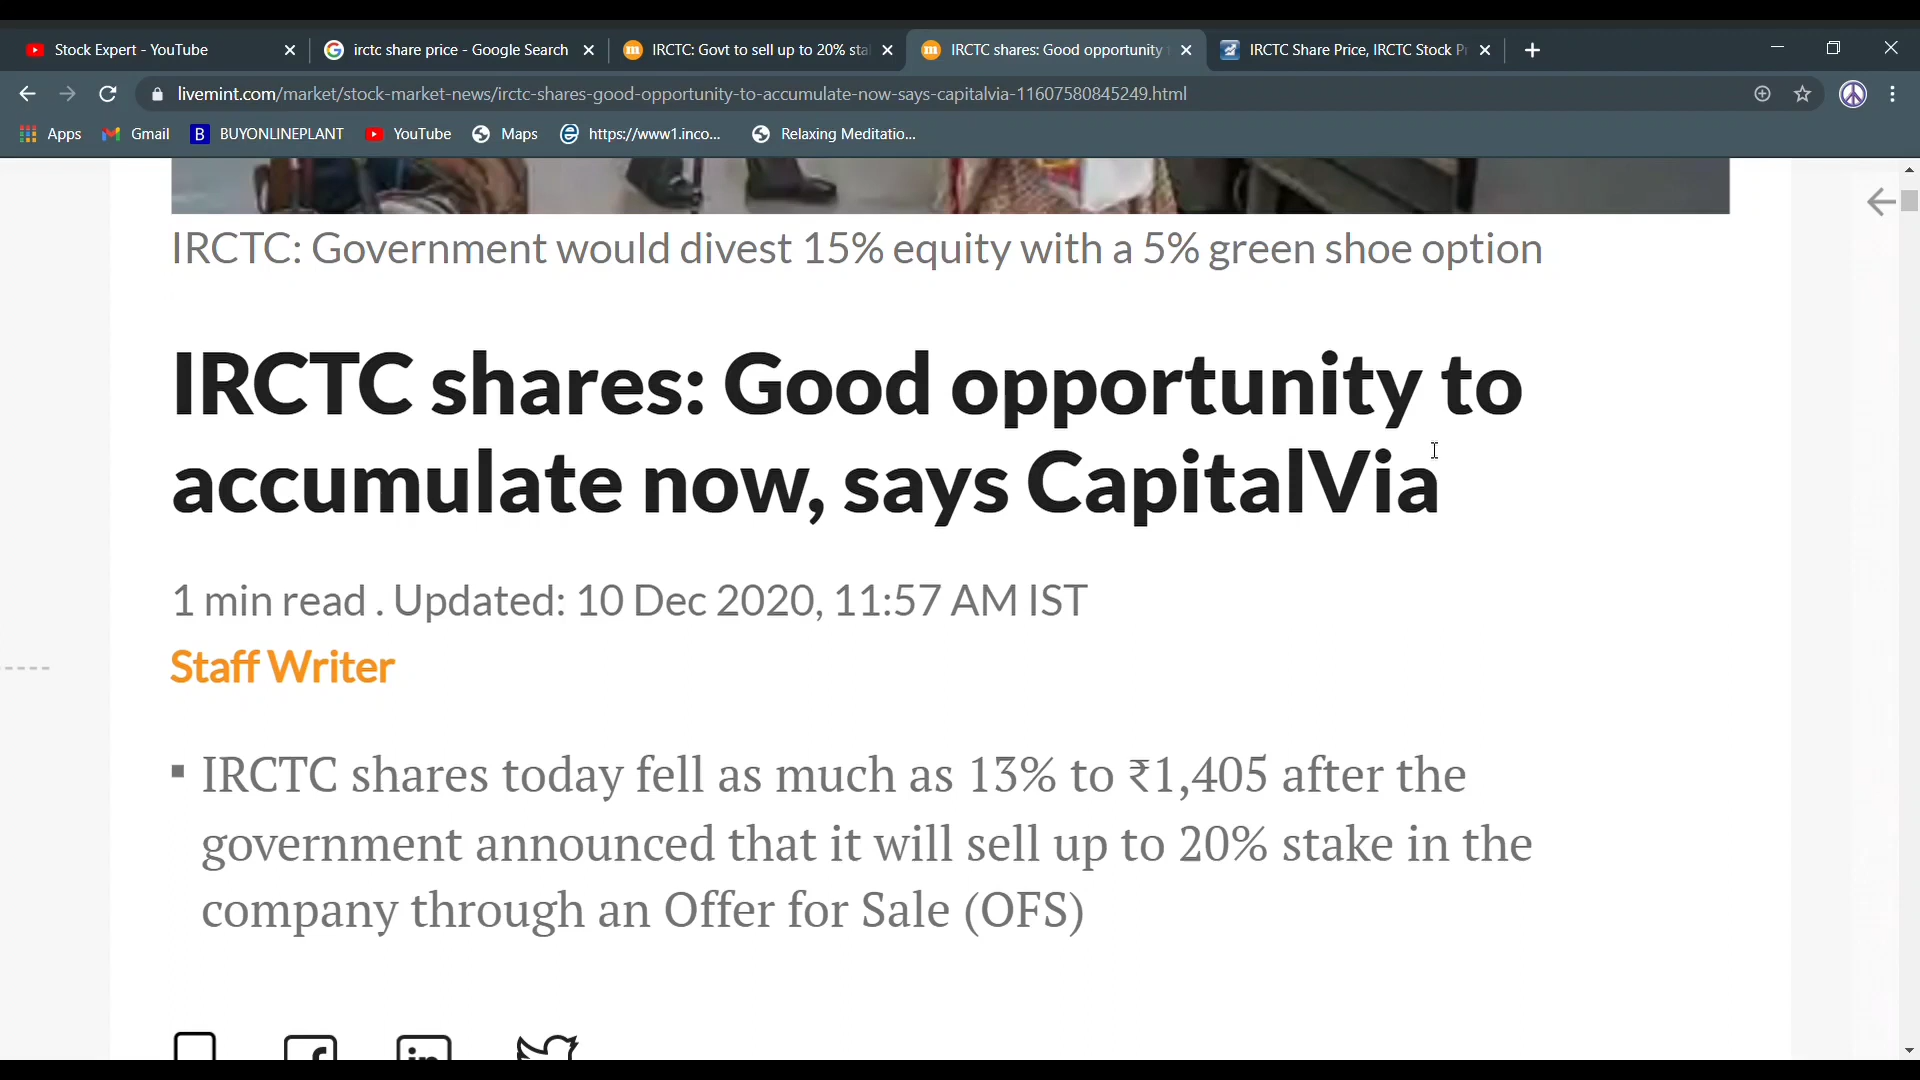 Stock Expert - YouTube
irctc share price - Google Search
IRCTC: Govt to sell up to 20% sta
IRCTC shares: Good opportunity
IRCTC Share Price, IRCTC Stock P
livemint.com/market/stock-market-news/irctc-shares-good-opportunity-to-accumulate-now-says-capitalvia-11607580845249.html
Apps
Gmail
B BUYONLINEPLANT
YouTube
Maps
https://www1.inco...
Relaxing Meditatio...
IRCTC: Government would divest 15% equity with a 5% green shoe option
IRCTC shares: Good opportunity to
accumulate now, says CapitalVia
1 min read . Updated: 10 Dec 2020, 11:57 AM IST
Staff Writer
▪ IRCTC shares today fell as much as 13% to ₹1,405 after the
government announced that it will sell up to 20% stake in the
company through an Offer for Sale (OFS)